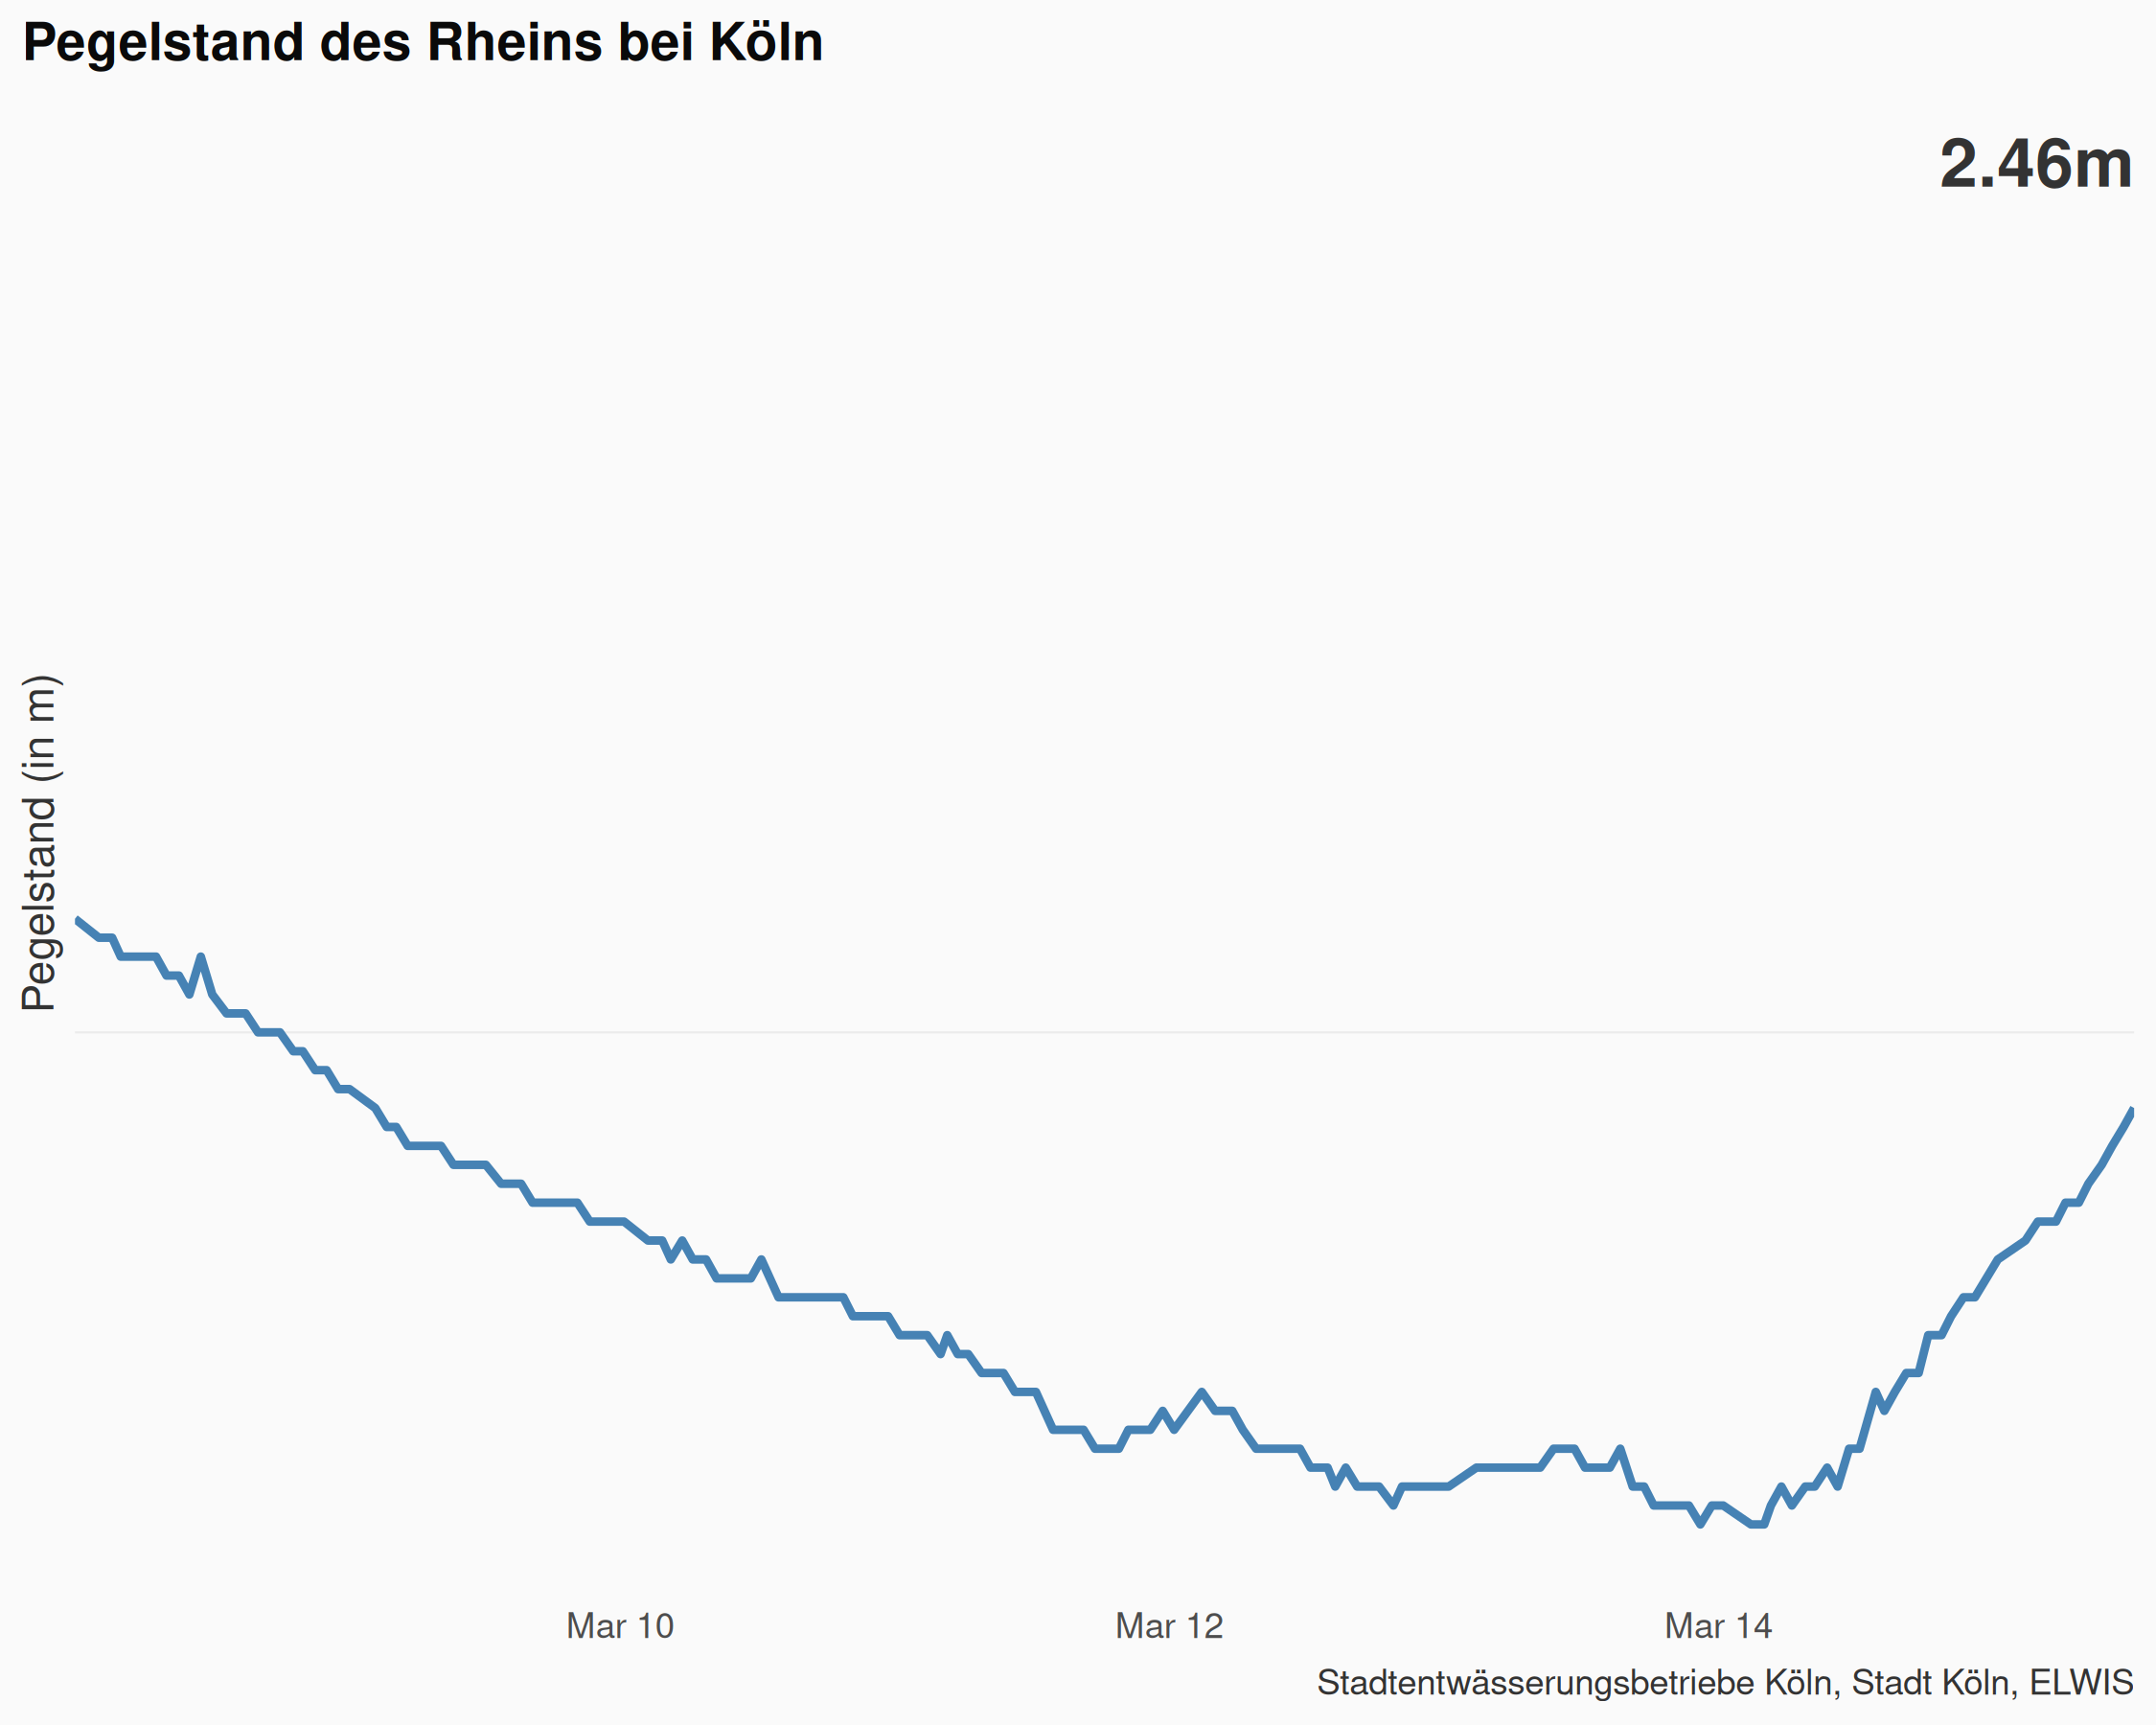 Pegelstand des Rheins bei Köln
2.46m
Pegelstand (in m)
Mar 10
Mar 12
Mar 14
Stadtentwässerungsbetriebe Köln, Stadt Köln, ELWIS